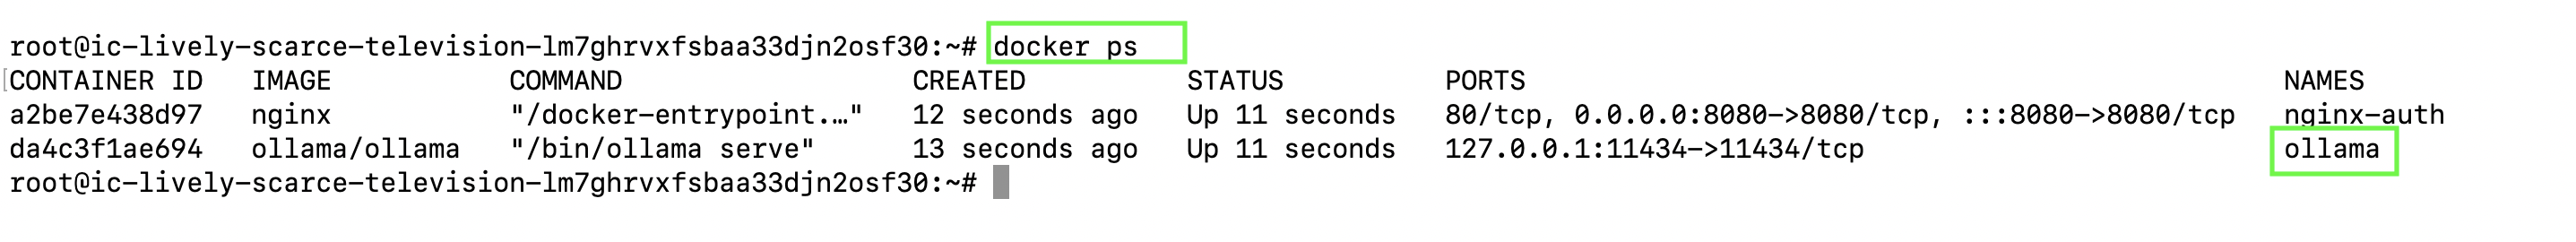 root@ic-lively-scarce-television-lm7ghrvxfsbaa33djn2osf30:~# docker ps
CONTAINER ID   IMAGE           COMMAND                  CREATED          STATUS          PORTS                                               NAMES
a2be7e438d97   nginx           "/docker-entrypoint.…"   12 seconds ago   Up 11 seconds   80/tcp, 0.0.0.0:8080->8080/tcp, :::8080->8080/tcp   nginx-auth
da4c3f1ae694   ollama/ollama   "/bin/ollama serve"      13 seconds ago   Up 11 seconds   127.0.0.1:11434->11434/tcp                          ollama
root@ic-lively-scarce-television-lm7ghrvxfsbaa33djn2osf30:~#